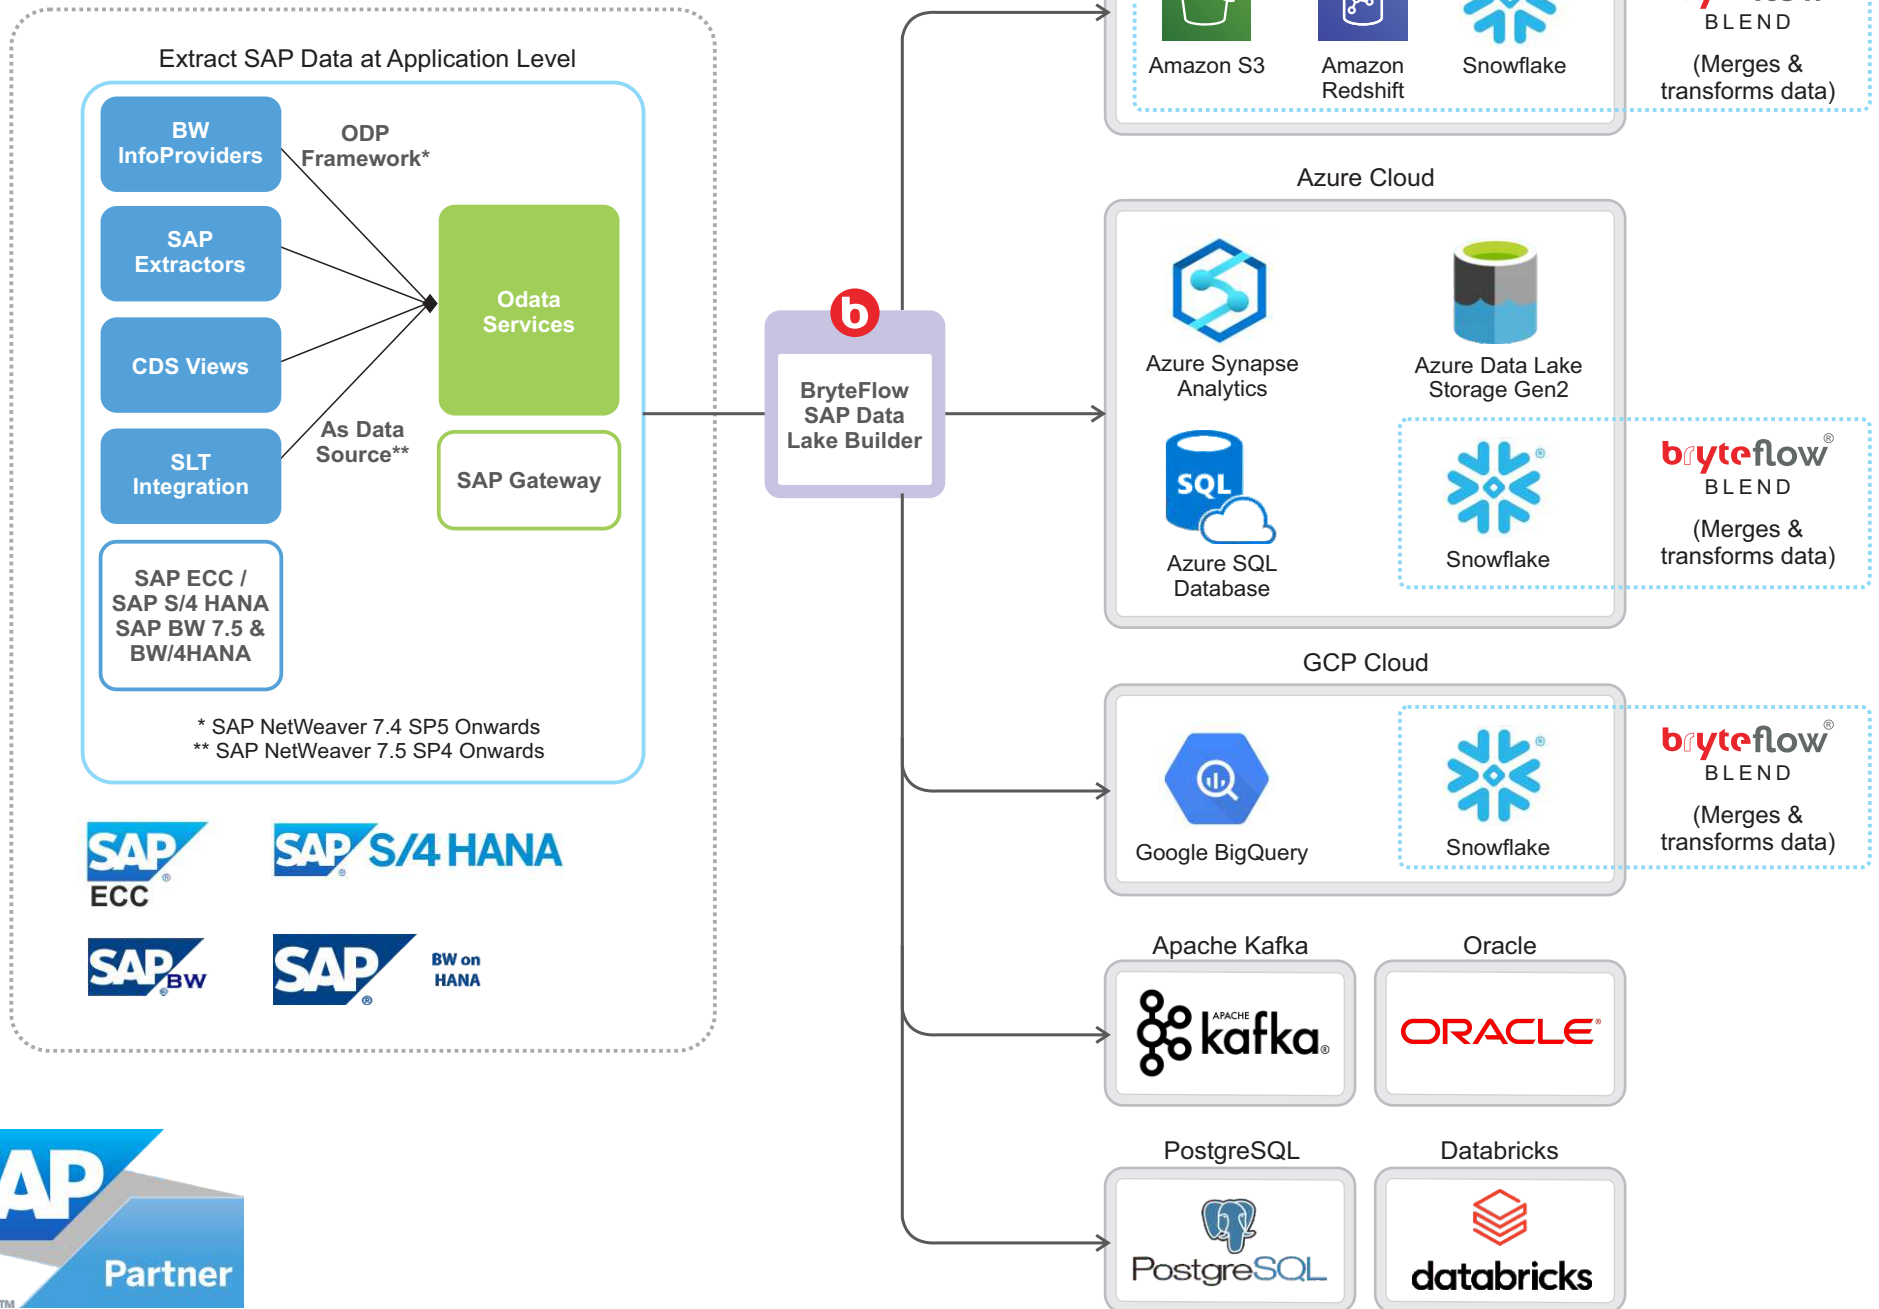 Extract SAP Data at Application Level
BW
InfoProviders
ODP
Framework*
SAP
Extractors
CDS Views
SLT
Integration
As Data
Source**
Odata
Services
SAP Gateway
SAP ECC /
SAP S/4 HANA
SAP BW 7.5 &
BW/4HANA
* SAP NetWeaver 7.4 SP5 Onwards
** SAP NetWeaver 7.5 SP4 Onwards
SAP®
ECC
SAP® S/4 HANA
SAP® BW
SAP®
BW on
HANA
Partner
TM
b
BryteFlow
SAP Data
Lake Builder
Amazon S3
Amazon
Redshift
Snowflake
BLEND
(Merges &
transforms data)
Azure Cloud
Azure Synapse
Analytics
Azure Data Lake
Storage Gen2
SQL
Azure SQL
Database
®
Snowflake
bryteflow®
BLEND
(Merges &
transforms data)
GCP Cloud
Google BigQuery
®
Snowflake
bryteflow®
BLEND
(Merges &
transforms data)
Apache Kafka
APACHE
kafka®
Oracle
ORACLE®
PostgreSQL
PostgreSQL
Databricks
databricks